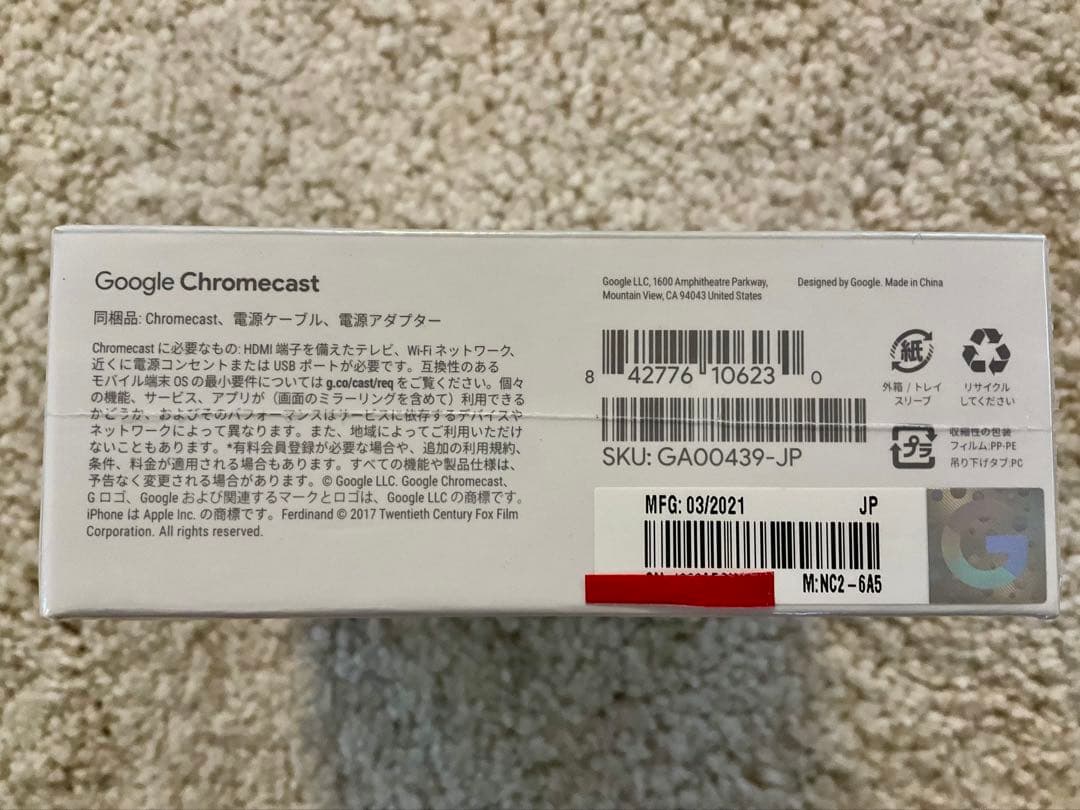 Google Chromecast
同梱品: Chromecast、電源ケーブル、電源アダプター
Chromecast に必要なもの: HDMI 端子を備えたテレビ、Wi-Fi ネットワーク、
近くに電源コンセントまたは USB ポートが必要です。互換性のある
モバイル端末 OS の最小要件については g.co/cast/req をご覧ください。個々
の機能、サービス、アプリが（画面のミラーリングを含めて）利用できる
かどうか、およびそのパフォーマンスはサービスに依存するデバイスや
ネットワークによって異なります。また、地域によってご利用いただけ
ないこともあります。*有料会員登録が必要な場合や、追加の利用規約、
条件、料金が適用される場合もあります。すべての機能や製品仕様は、
予告なく変更される場合があります。© Google LLC. Google Chromecast、
G ロゴ、Google および関連するマークとロゴは、Google LLC の商標です。
iPhone は Apple Inc. の商標です。Ferdinand © 2017 Twentieth Century Fox Film
Corporation. All rights reserved.
Google LLC, 1600 Amphitheatre Parkway,
Mountain View, CA 94043 United States
Designed by Google. Made in China
8 42776 10623 0
SKU: GA00439-JP
紙
外箱 / トレイ
スリーブ
リサイクル
してください
プラ
収縮性の包装
フィルム:PP·PE
吊り下げタブ:PC
MFG: 03/2021 JP
M:NC2-6A5
G